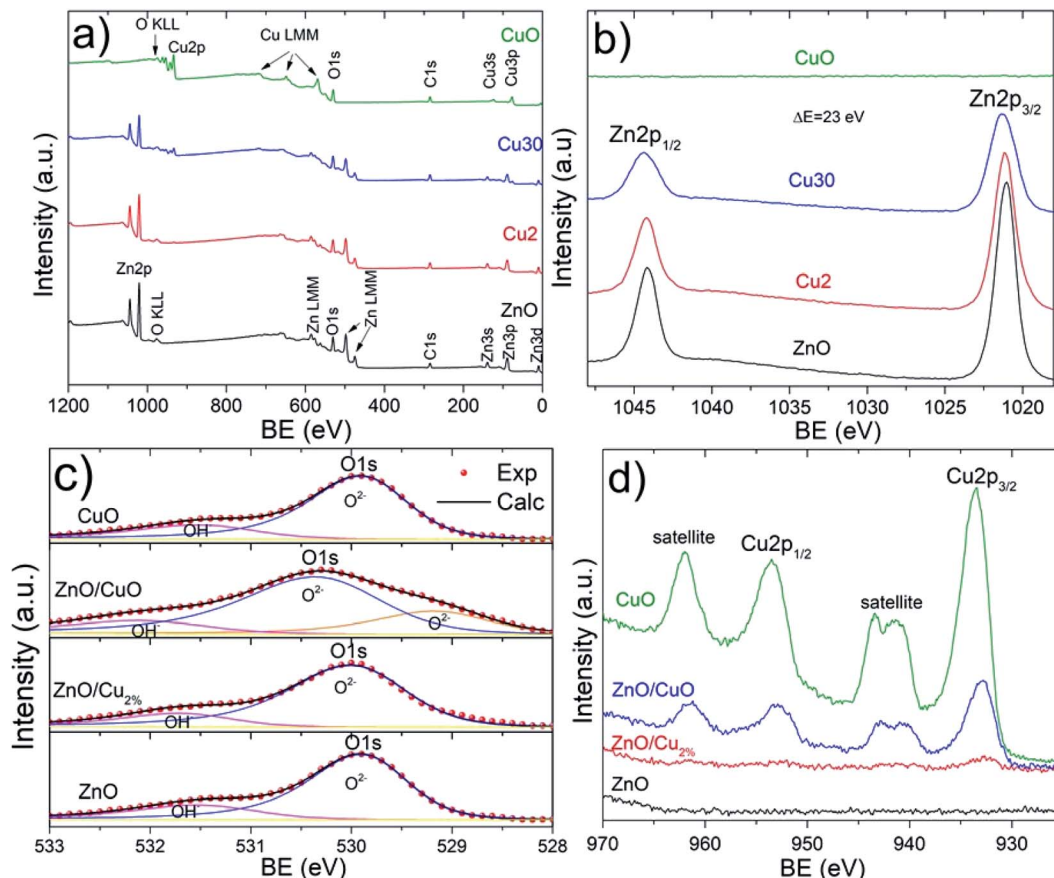 a)
O KLL
Cu2p
Cu LMM
CuO
O1s
C1s
Cu3s
Cu3p
Cu30
Cu2
Zn2p
O KLL
Zn LMM
O1s
Zn LMM
ZnO
C1s
Zn3s
Zn3p
Zn3d
Intensity (a.u.)
1200 1000 800 600 400 200 0
BE (eV)
b)
CuO
ΔE=23 eV
Zn2p3/2
Zn2p1/2
Cu30
Cu2
ZnO
Intensity (a.u.)
1045 1040 1035 1030 1025 1020
BE (eV)
c)
O1s
Exp
Calc
O2-
CuO
OH-
O1s
ZnO/CuO
O2-
OH-
O2-
O1s
ZnO/Cu2%
O2-
OH-
O1s
ZnO
O2-
OH-
Intensity (a.u.)
533 532 531 530 529 528
BE (eV)
d)
Cu2p3/2
satellite
Cu2p1/2
satellite
CuO
ZnO/CuO
ZnO/Cu2%
ZnO
Intensity (a.u.)
970 960 950 940 930
BE (eV)